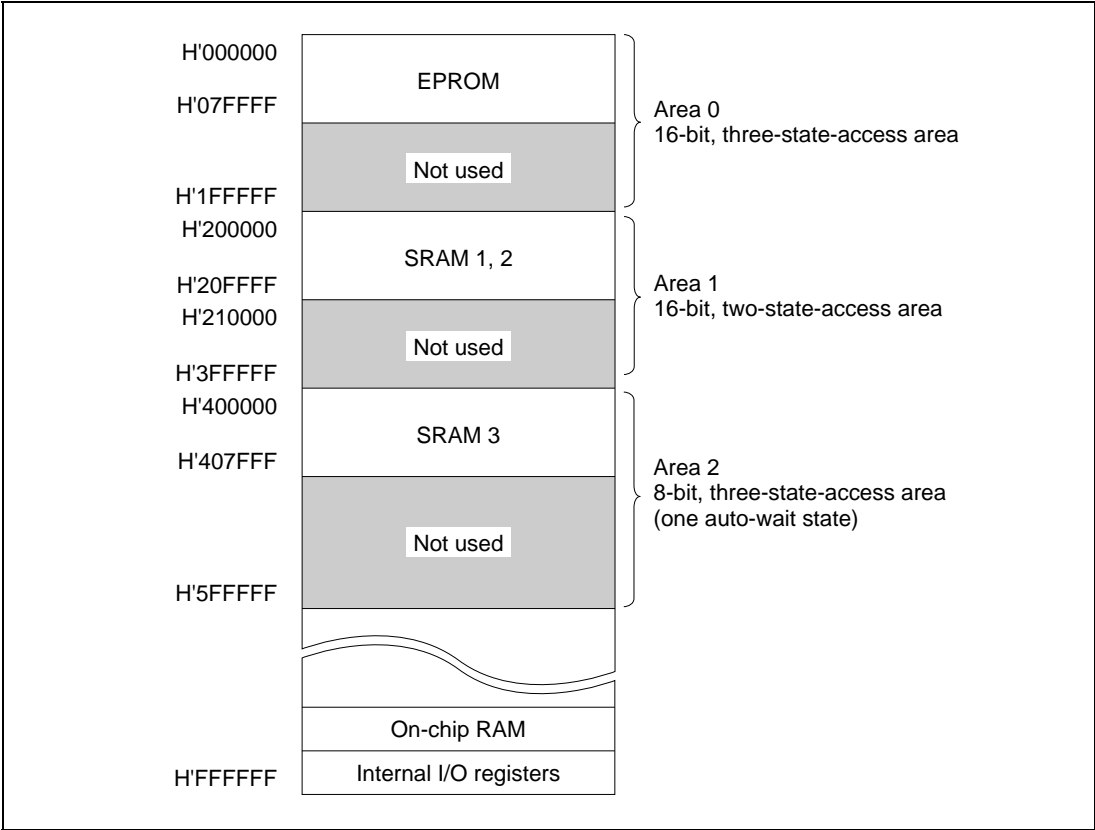 H'000000
EPROM
H'07FFFF
Area 0
16-bit, three-state-access area
Not used
H'1FFFFF
H'200000
SRAM 1, 2
H'20FFFF
Area 1
16-bit, two-state-access area
H'210000
Not used
H'3FFFFF
H'400000
SRAM 3
H'407FFF
Area 2
8-bit, three-state-access area
(one auto-wait state)
Not used
H'5FFFFF
On-chip RAM
Internal I/O registers
H'FFFFFF